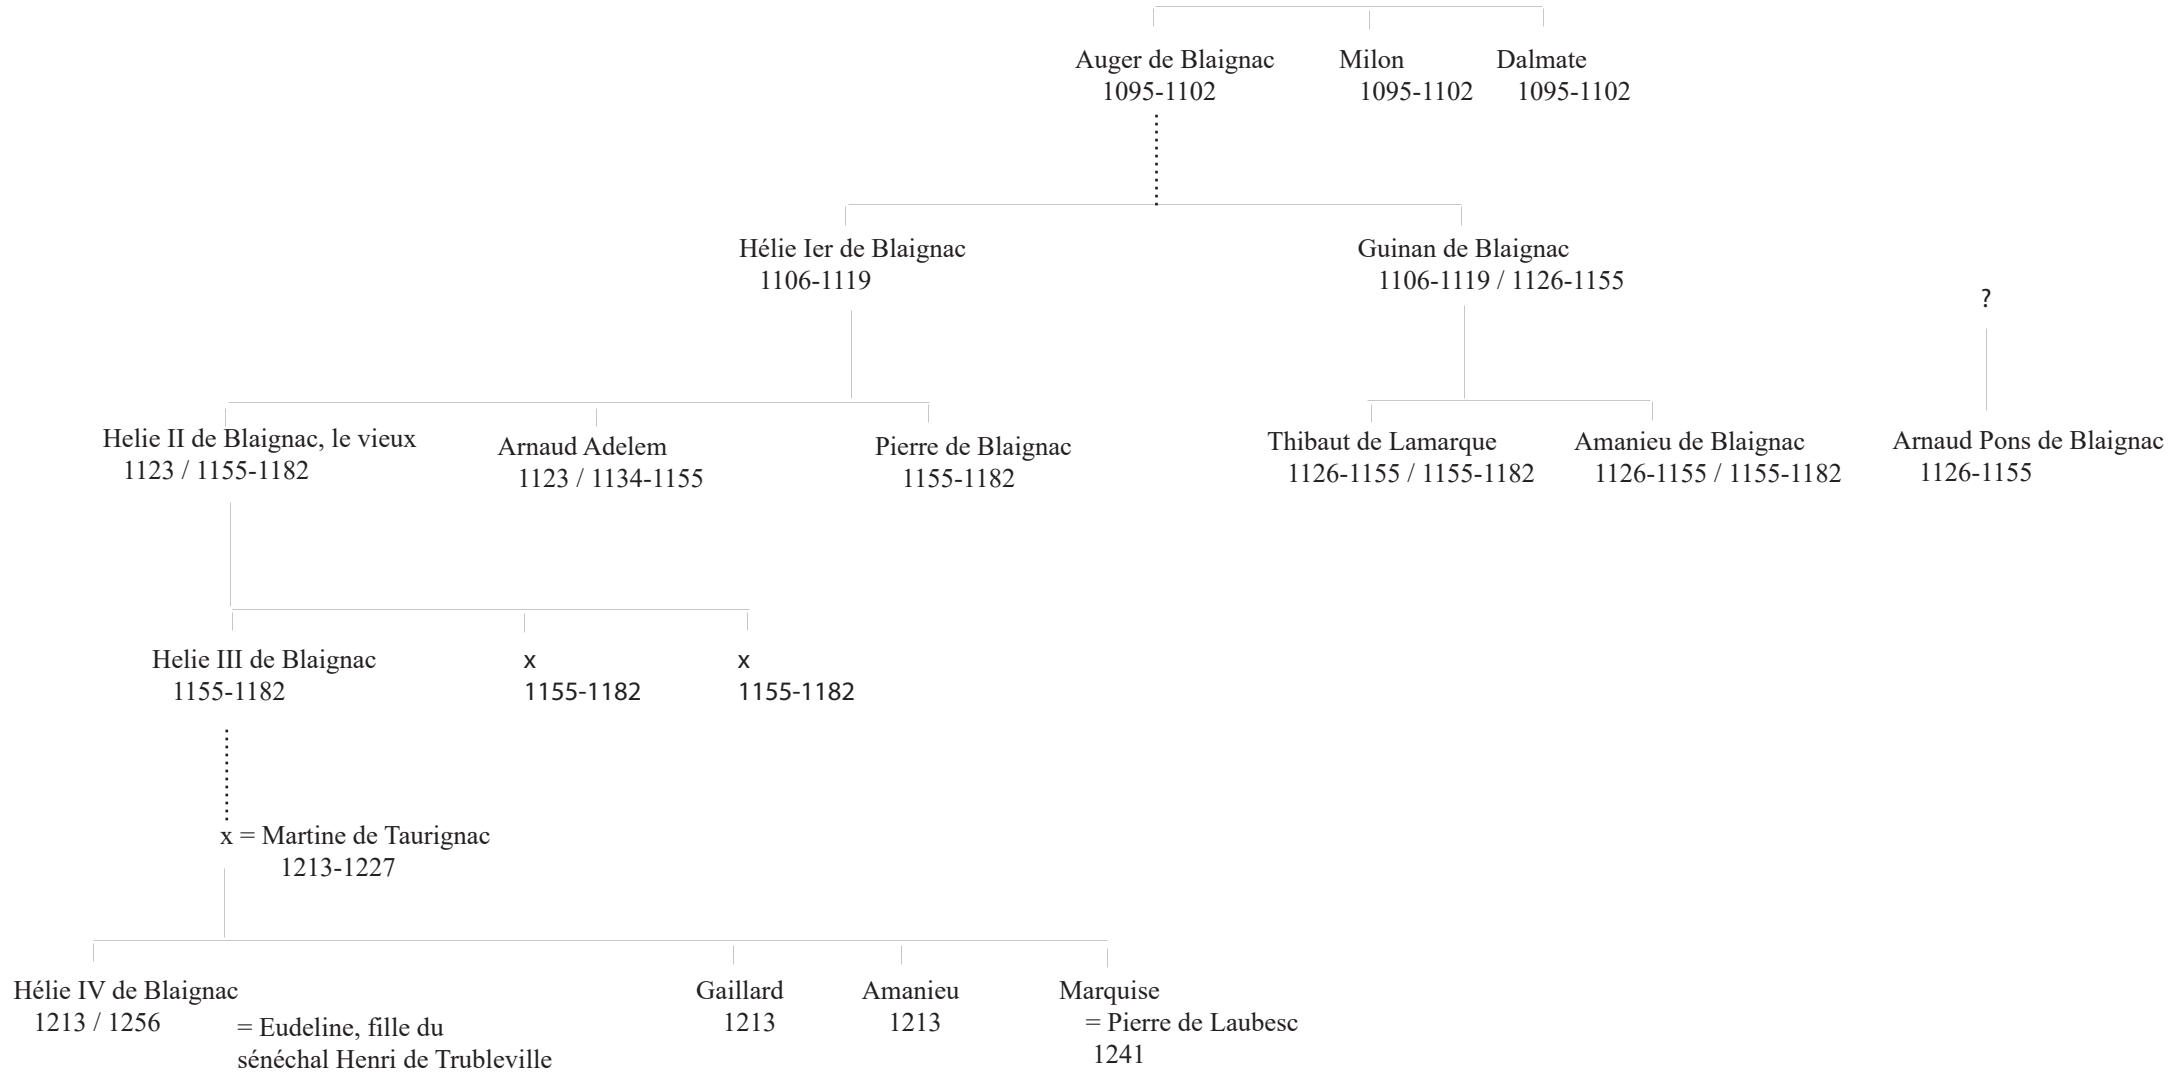 Auger de Blaignac
1095-1102
Milon
1095-1102
Dalmate
1095-1102
Hélie Ier de Blaignac
1106-1119
Guinan de Blaignac
1106-1119 / 1126-1155
?
Helie II de Blaignac, le vieux
1123 / 1155-1182
Arnaud Adelem
1123 / 1134-1155
Pierre de Blaignac
1155-1182
Thibaut de Lamarque
1126-1155 / 1155-1182
Amanieu de Blaignac
1126-1155 / 1155-1182
Arnaud Pons de Blaignac
1126-1155
Helie III de Blaignac
1155-1182
x
1155-1182
x
1155-1182
x = Martine de Taurignac
1213-1227
Hélie IV de Blaignac
1213 / 1256
= Eudeline, fille du
sénéchal Henri de Trubleville
Gaillard
1213
Amanieu
1213
Marquise
= Pierre de Laubesc
1241